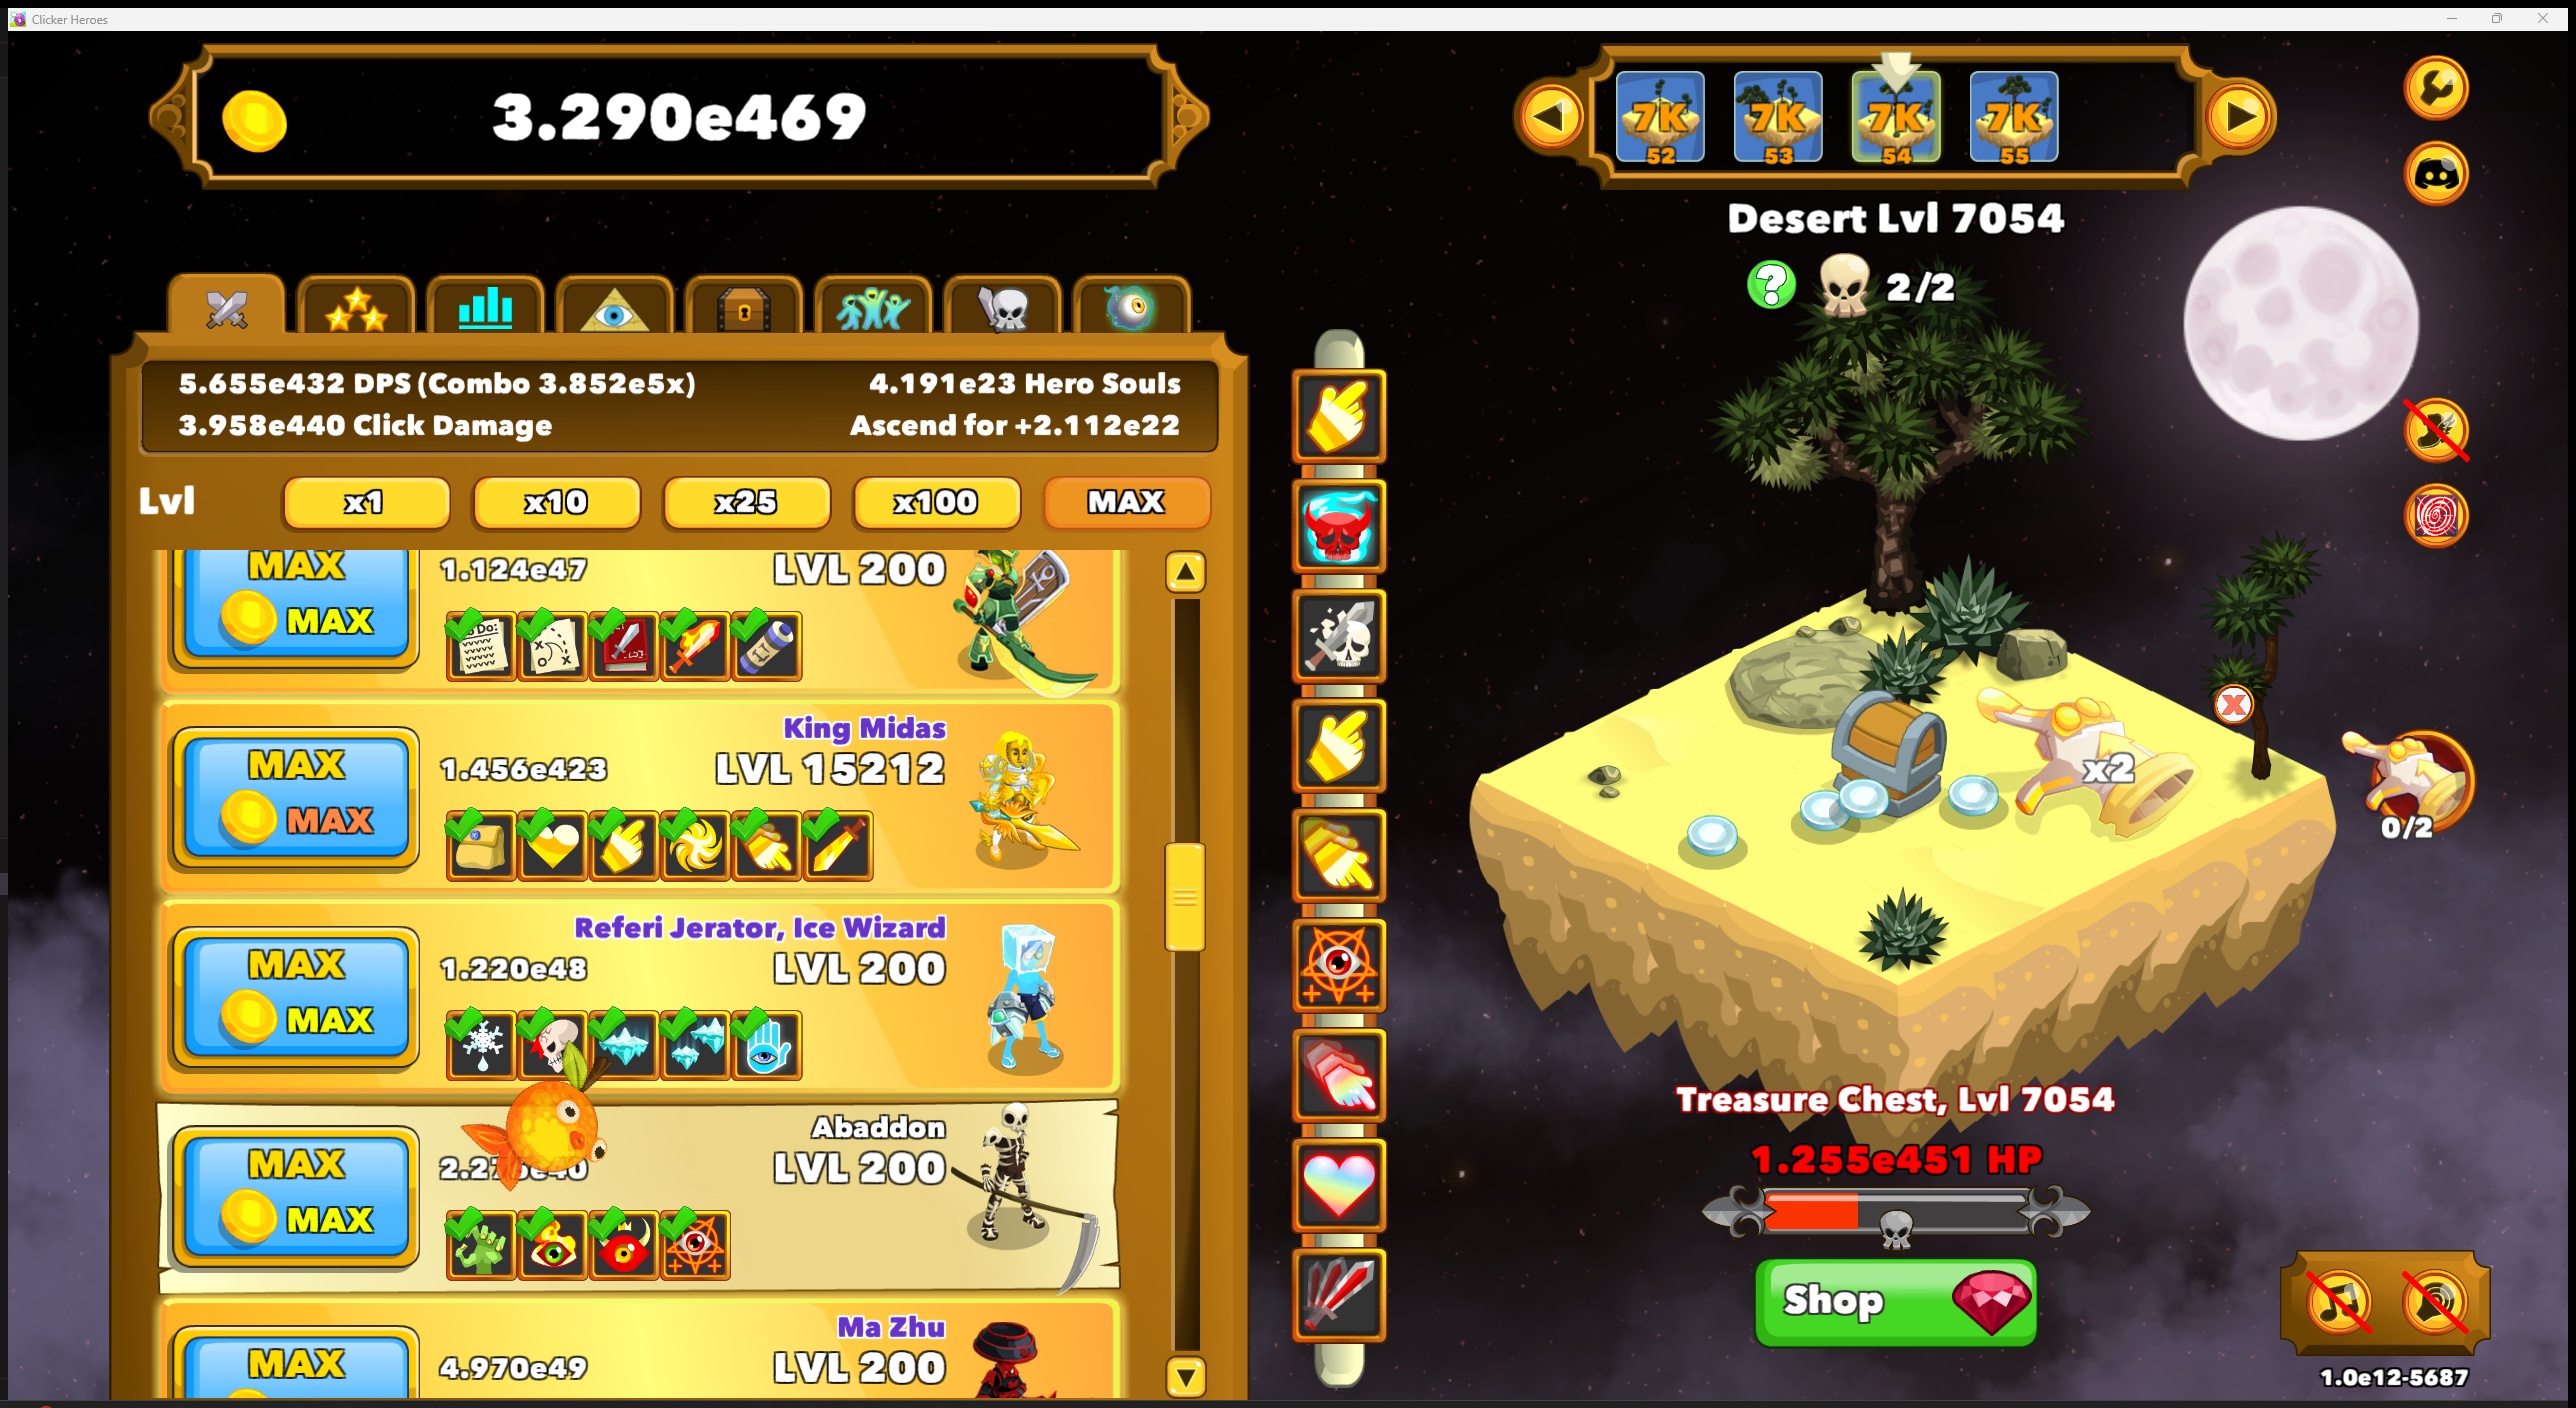 Clicker Heroes
3.290e469
7K
52
7K
53
7K
54
7K
55
Desert Lvl 7054
2/2
5.655e432 DPS (Combo 3.852e5x)
4.191e23 Hero Souls
3.958e440 Click Damage
Ascend for +2.112e22
Lvl
x1
x10
x25
x100
MAX
MAX
1.124e47
LVL 200
MAX
King Midas
MAX
1.456e423
LVL 15212
MAX
Referi Jerator, Ice Wizard
MAX
1.220e48
LVL 200
MAX
Abaddon
MAX
LVL 200
MAX
Ma Zhu
MAX
4.970e49
LVL 200
x2
0/2
Treasure Chest, Lvl 7054
1.255e451 HP
Shop
1.0e12-5687